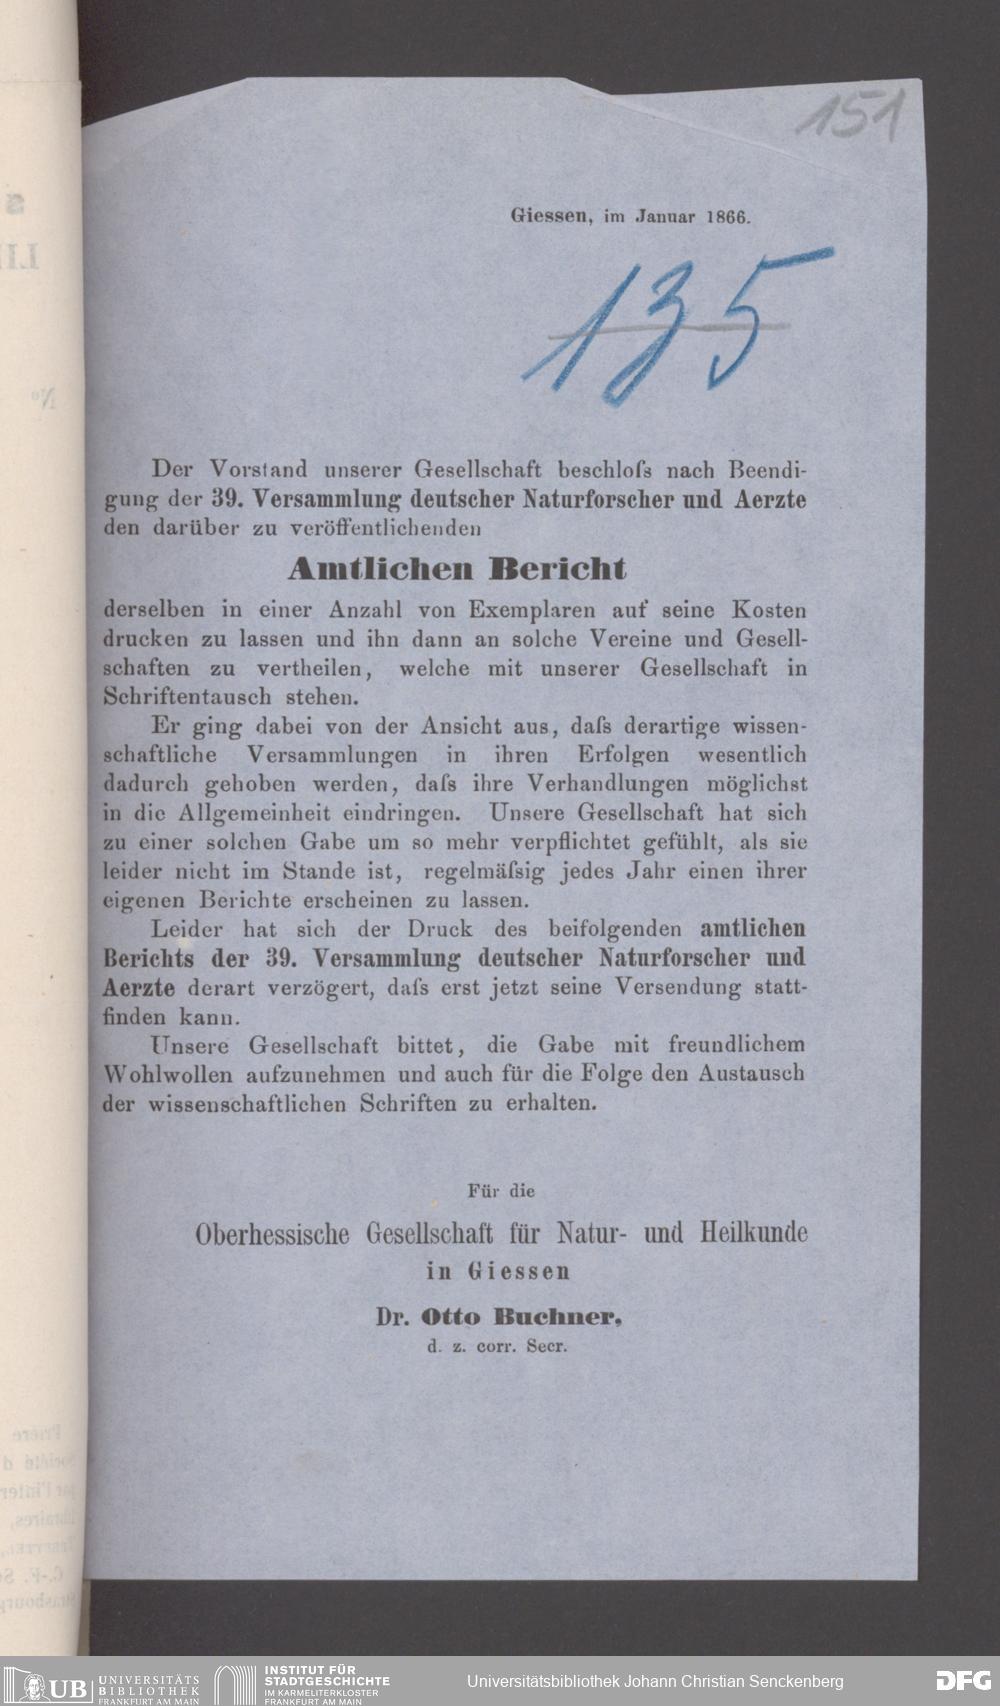 151
Giessen, im Januar 1866.
135
Der Vorstand unserer Gesellschaft beschloſs nach Beendi-
gung der 39. Versammlung deutscher Naturforscher und Aerzte
den darüber zu veröffentlichenden
Amtlichen Bericht
derselben in einer Anzahl von Exemplaren auf seine Kosten
drucken zu lassen und ihn dann an solche Vereine und Gesell-
schaften zu vertheilen, welche mit unserer Gesellschaft in
Schriftentausch stehen.
Er ging dabei von der Ansicht aus, daſs derartige wissen-
schaftliche Versammlungen in ihren Erfolgen wesentlich
dadurch gehoben werden, daſs ihre Verhandlungen möglichst
in die Allgemeinheit eindringen. Unsere Gesellschaft hat sich
zu einer solchen Gabe um so mehr verpflichtet gefühlt, als sie
leider nicht im Stande ist, regelmäſsig jedes Jahr einen ihrer
eigenen Berichte erscheinen zu lassen.
Leider hat sich der Druck des beifolgenden amtlichen
Berichts der 39. Versammlung deutscher Naturforscher und
Aerzte derart verzögert, daſs erst jetzt seine Versendung statt-
finden kann.
Unsere Gesellschaft bittet, die Gabe mit freundlichem
Wohlwollen aufzunehmen und auch für die Folge den Austausch
der wissenschaftlichen Schriften zu erhalten.
Für die
Oberhessische Gesellschaft für Natur- und Heilkunde
in Giessen
Dr. Otto Buchner,
d. z. corr. Secr.
UB UNIVERSITÄTS
BIBLIOTHEK
FRANKFURT AM MAIN
INSTITUT FÜR
STADTGESCHICHTE
IM KARMELITERKLOSTER
FRANKFURT AM MAIN
Universitätsbibliothek Johann Christian Senckenberg
DFG